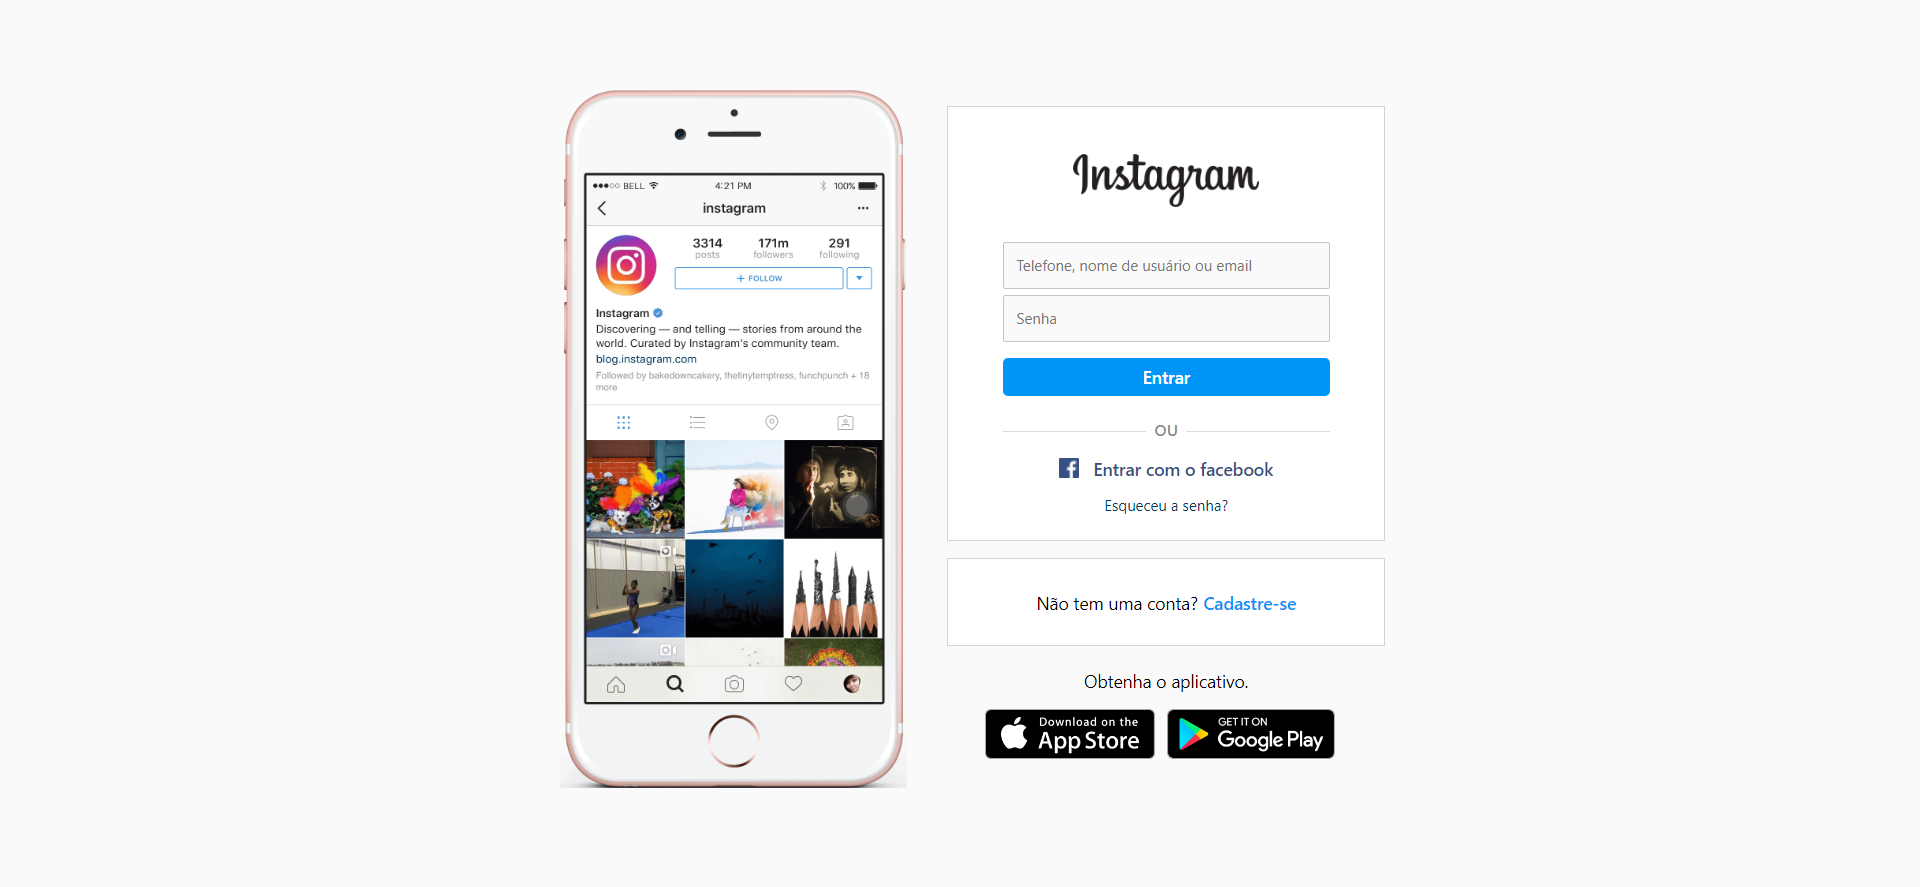 BELL
4:21 PM
100%
instagram
3314
171m
291
posts
followers
following
+ FOLLOW
Instagram
Discovering — and telling — stories from around the
world. Curated by Instagram's community team.
blog.instagram.com
Followed by bakedowncakery, thetinytemptress, funchpunch + 18
more
Instagram
Telefone, nome de usuário ou email
Senha
Entrar
OU
Entrar com o facebook
Esqueceu a senha?
Não tem uma conta? Cadastre-se
Obtenha o aplicativo.
Download on the
App Store
GET IT ON
Google Play